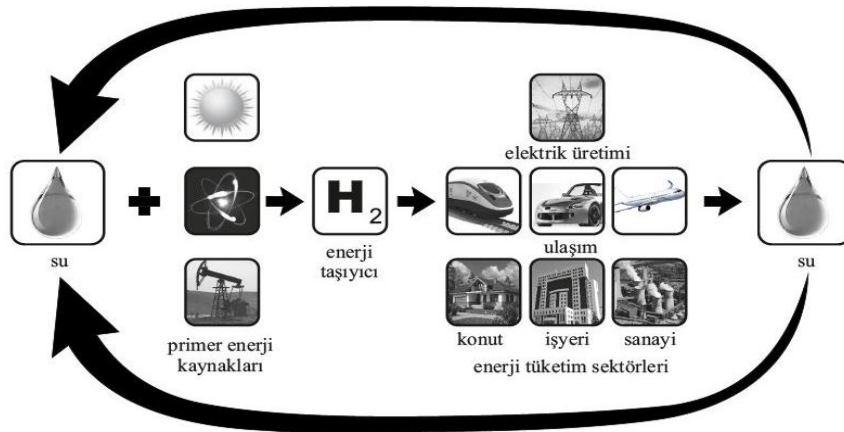 elektrik üretimi
H2
su
enerji
taşıyıcı
ulaşım
su
primer enerji
kaynakları
konut
işyeri
sanayi
enerji tüketim sektörleri